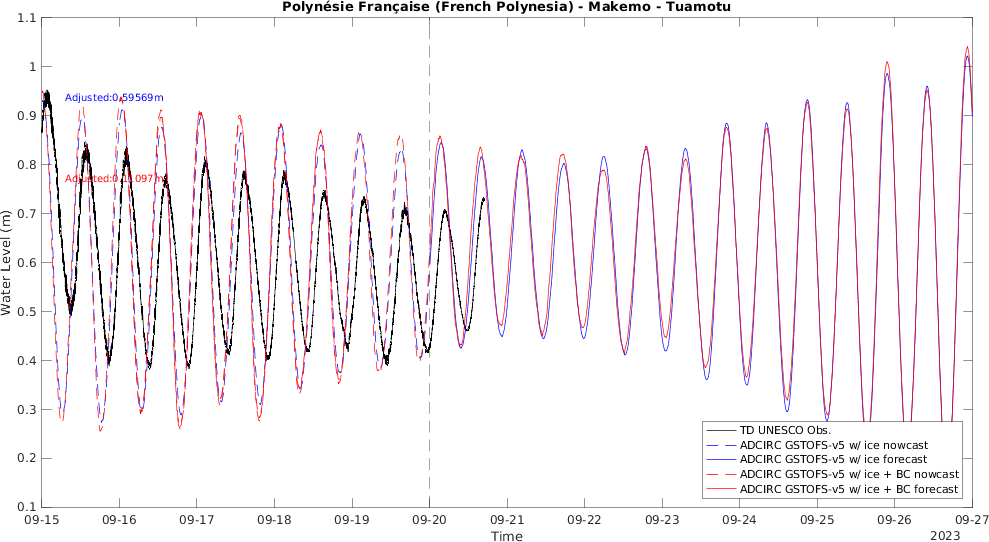 Polynésie Française (French Polynesia) - Makemo - Tuamotu
1.1
1
0.9
0.8
0.7
0.6
0.5
0.4
0.3
0.2
0.1
Water Level (m)
Adjusted:0.59569m
TD UNESCO Obs.
ADCIRC GSTOFS-v5 w/ ice nowcast
ADCIRC GSTOFS-v5 w/ ice forecast
ADCIRC GSTOFS-v5 w/ ice + BC nowcast
ADCIRC GSTOFS-v5 w/ ice + BC forecast
09-15 09-16 09-17 09-18 09-19 09-20 09-21 09-22 09-23 09-24 09-25 09-26 09-27
Time
2023